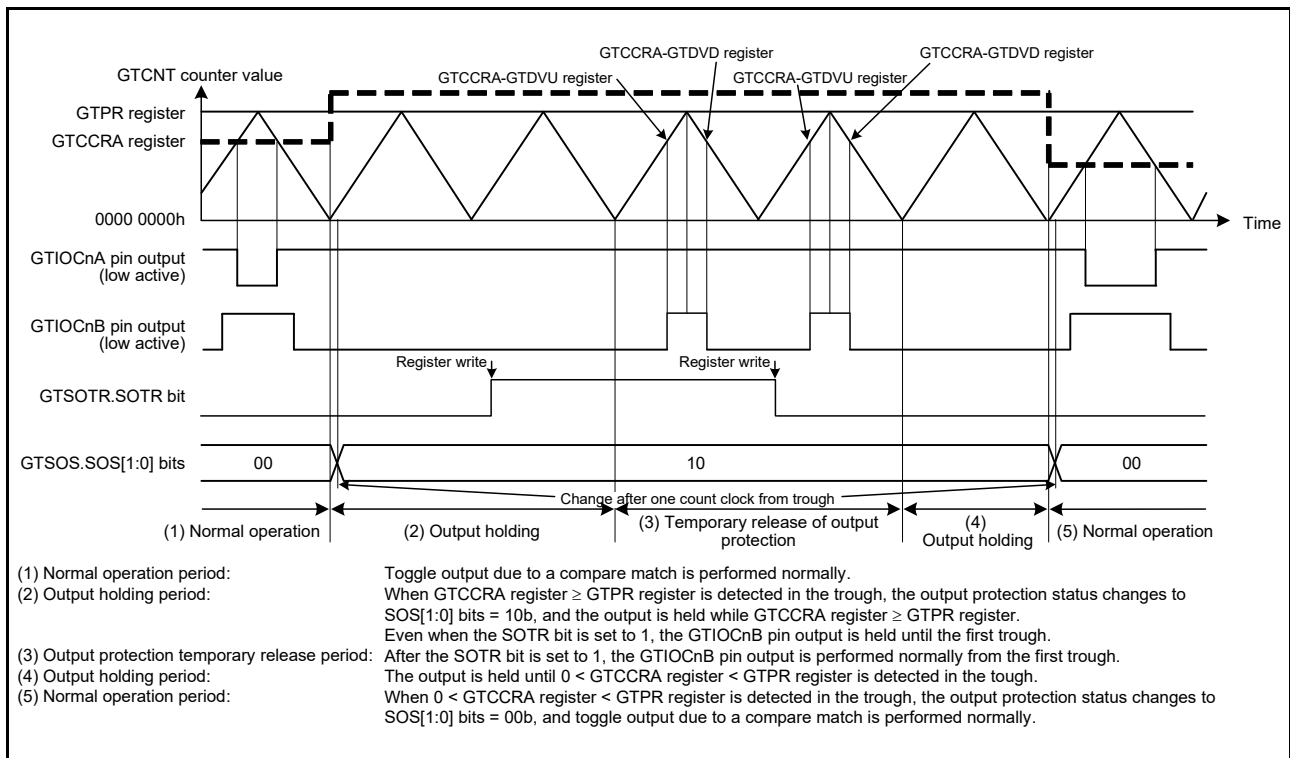 GTCCRA-GTDVD register
GTCCRA-GTDVD register
GTCNT counter value
GTCCRA-GTDVU register
GTCCRA-GTDVU register
GTPR register
GTCCRA register
0000 0000h
Time
GTIOCnA pin output
(low active)
GTIOCnB pin output
(low active)
Register write
Register write
GTSOTR.SOTR bit
GTSOS.SOS[1:0] bits
00
10
00
Change after one count clock from trough
(1) Normal operation
(2) Output holding
(3) Temporary release of output
protection
(4)
Output holding
(5) Normal operation
(1) Normal operation period: Toggle output due to a compare match is performed normally.
(2) Output holding period: When GTCCRA register ≥ GTPR register is detected in the trough, the output protection status changes to
SOS[1:0] bits = 10b, and the output is held while GTCCRA register ≥ GTPR register.
Even when the SOTR bit is set to 1, the GTIOCnB pin output is held until the first trough.
(3) Output protection temporary release period: After the SOTR bit is set to 1, the GTIOCnB pin output is performed normally from the first trough.
(4) Output holding period: The output is held until 0 < GTCCRA register < GTPR register is detected in the tough.
(5) Normal operation period: When 0 < GTCCRA register < GTPR register is detected in the trough, the output protection status changes to
SOS[1:0] bits = 00b, and toggle output due to a compare match is performed normally.